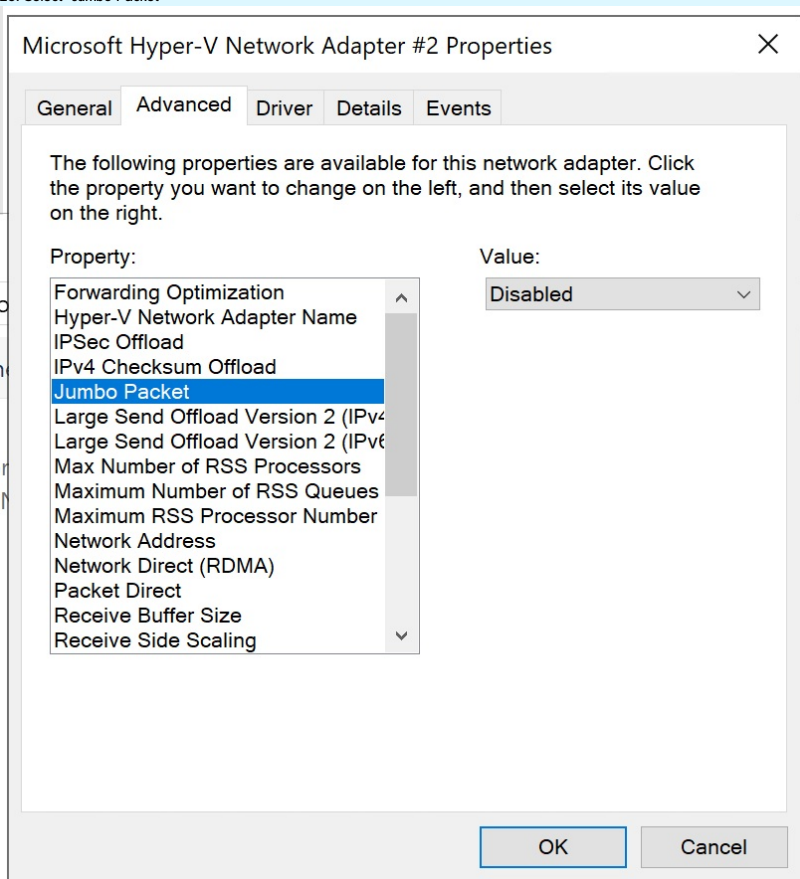 Microsoft Hyper-V Network Adapter #2 Properties
General Advanced Driver Details Events
The following properties are available for this network adapter. Click
the property you want to change on the left, and then select its value
on the right.
Property:
Value:
Forwarding Optimization
Hyper-V Network Adapter Name
IPSec Offload
IPv4 Checksum Offload
Jumbo Packet
Large Send Offload Version 2 (IPv4
Large Send Offload Version 2 (IPv6
Max Number of RSS Processors
Maximum Number of RSS Queues
Maximum RSS Processor Number
Network Address
Network Direct (RDMA)
Packet Direct
Receive Buffer Size
Receive Side Scaling
Disabled
OK Cancel